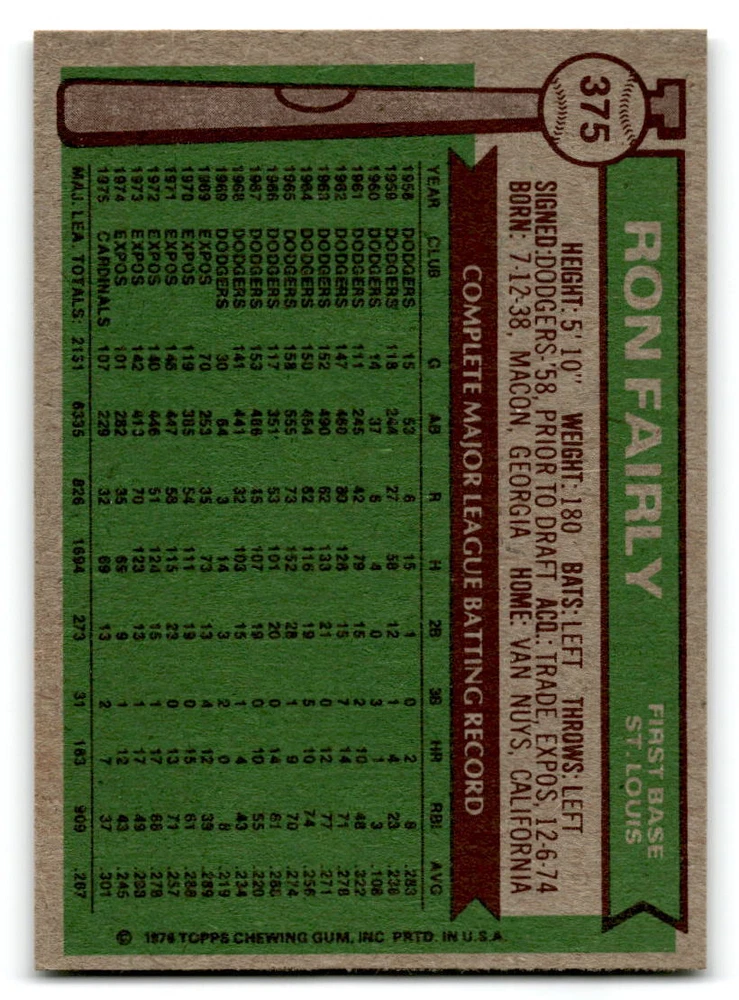 375
RON FAIRLY
FIRST BASE
ST. LOUIS
HEIGHT: 5' 10" WEIGHT: 180 BATS: LEFT THROWS: LEFT
SIGNED: DODGERS-'58, PRIOR TO DRAFT ACQ.: TRADE, EXPOS, 12-6-74
BORN: 7-12-38, MACON, GEORGIA HOME: VAN NUYS, CALIFORNIA
COMPLETE MAJOR LEAGUE BATTING RECORD
YEAR CLUB G AB R H 2B 3B HR RBI AVG
1958 DODGERS 15 53 6 15 1 0 2 8 .283
1959 DODGERS 118 244 27 58 12 1 4 23 .238
1960 DODGERS 14 37 6 4 0 3 1 3 .108
1961 DODGERS 111 245 42 79 15 2 10 48 .322
1962 DODGERS 147 460 80 128 15 7 14 71 .278
1963 DODGERS 152 490 62 133 21 0 12 77 .271
1964 DODGERS 150 454 62 116 19 5 10 74 .256
1965 DODGERS 158 555 73 152 28 1 9 70 .274
1966 DODGERS 117 351 53 101 20 0 14 61 .288
1967 DODGERS 153 486 45 107 19 0 10 55 .220
1968 DODGERS 141 441 32 103 15 1 4 43 .234
1969 DODGERS 30 64 3 14 3 2 0 8 .219
1969 EXPOS 70 253 35 73 13 4 12 39 .289
1970 EXPOS 119 385 54 111 19 0 15 61 .288
1971 EXPOS 146 447 58 115 23 0 13 71 .257
1972 EXPOS 140 446 51 124 15 1 17 68 .278
1973 EXPOS 142 413 70 123 13 1 17 49 .298
1974 EXPOS 101 282 35 69 9 1 12 43 .245
1975 CARDINALS 107 229 32 69 13 2 7 37 .301
MAJ. LEA. TOTALS: 2131 6335 826 1694 273 31 183 909 .267
© 1976 TOPPS CHEWING GUM, INC. PRTD. IN U.S.A.